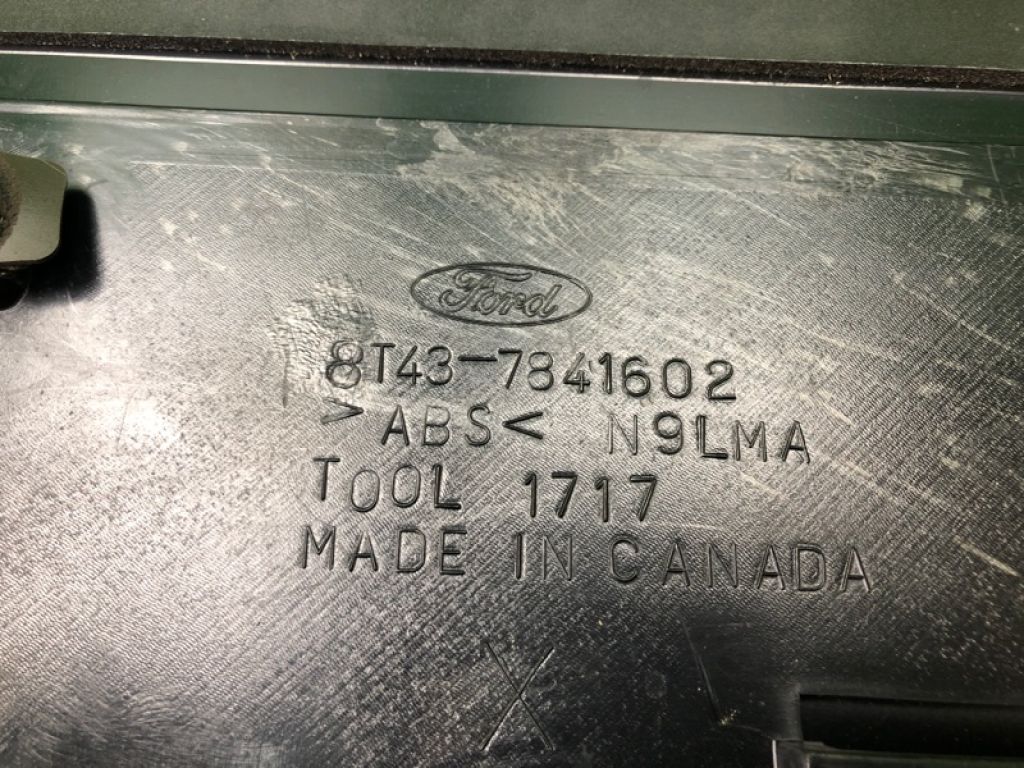 Ford
8T43-7841602
>ABS< N9LMA
TOOL 1717
MADE IN CANADA
X